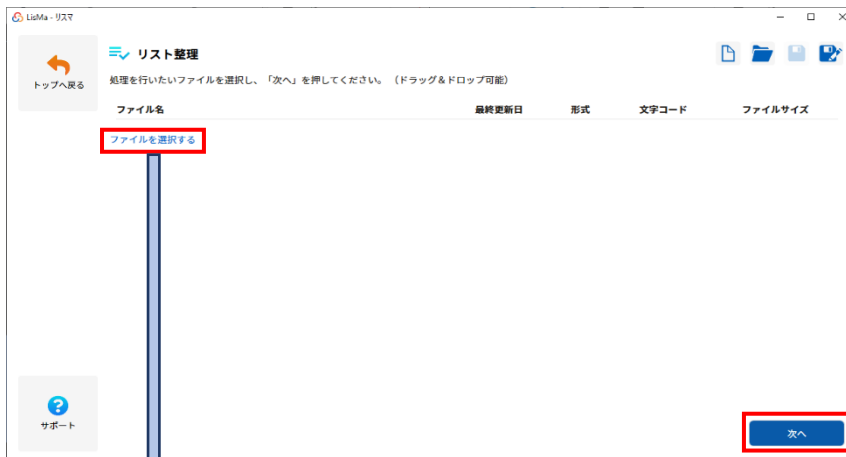 LisMa - リスマ
トップへ戻る
リスト整理
処理を行いたいファイルを選択し、「次へ」を押してください。（ドラッグ＆ドロップ可能）
ファイル名 最終更新日 形式 文字コード ファイルサイズ
ファイルを選択する
サポート
次へ